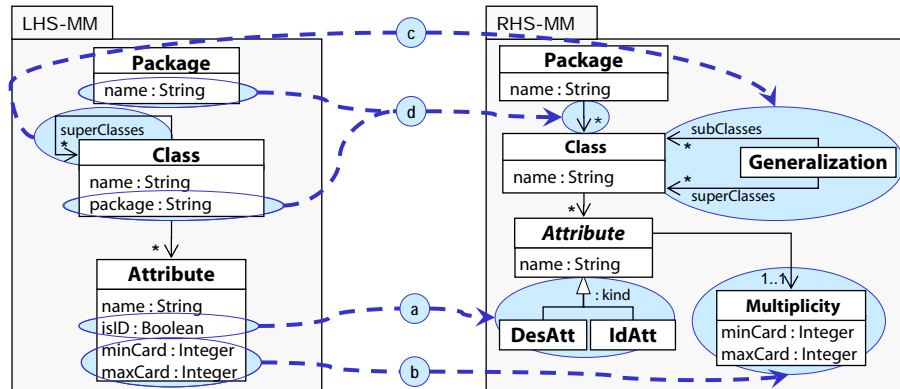 LHS-MM
Package
name : String
superClasses
*
Class
name : String
package : String
*
Attribute
name : String
isID : Boolean
minCard : Integer
maxCard : Integer
c
d
a
b
RHS-MM
Package
name : String
*
Class
name : String
subClasses
*
Generalization
*
superClasses
*
Attribute
name : String
: kind
DesAtt
IdAtt
1..1
Multiplicity
minCard : Integer
maxCard : Integer